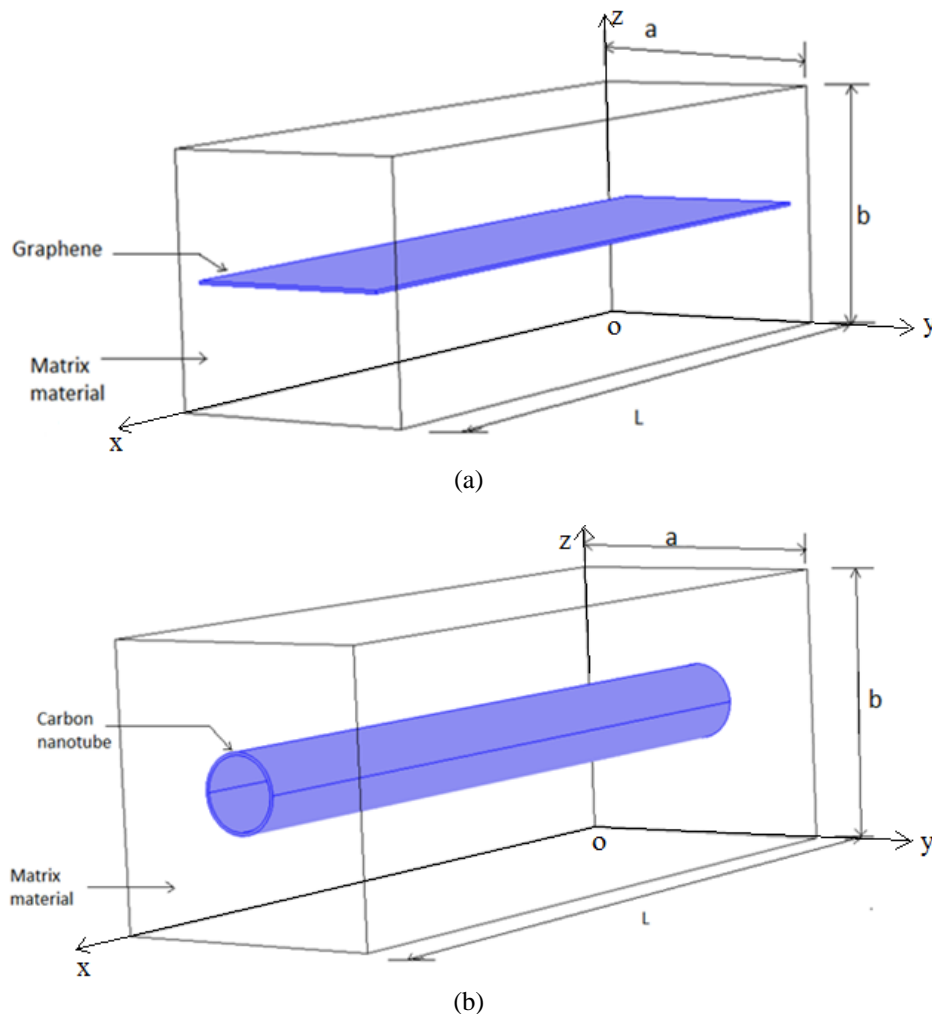 z
a
b
Graphene
Matrix
material
o
y
L
x
(a)
z
a
b
Carbon
nanotube
o
y
Matrix
material
L
x
(b)